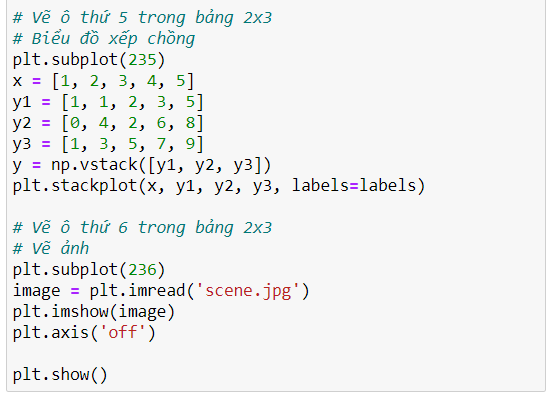 # Vẽ ô thứ 5 trong bảng 2x3
# Biểu đồ xếp chồng
plt.subplot(235)
x = [1, 2, 3, 4, 5]
y1 = [1, 1, 2, 3, 5]
y2 = [0, 4, 2, 6, 8]
y3 = [1, 3, 5, 7, 9]
y = np.vstack([y1, y2, y3])
plt.stackplot(x, y1, y2, y3, labels=labels)
# Vẽ ô thứ 6 trong bảng 2x3
# Vẽ ảnh
plt.subplot(236)
image = plt.imread('scene.jpg')
plt.imshow(image)
plt.axis('off')
plt.show()